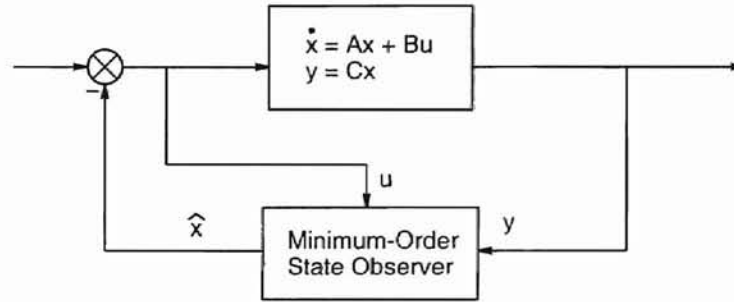 ẋ = Ax + Bu
y = Cx
−
u
x̂
y
Minimum-Order
State Observer